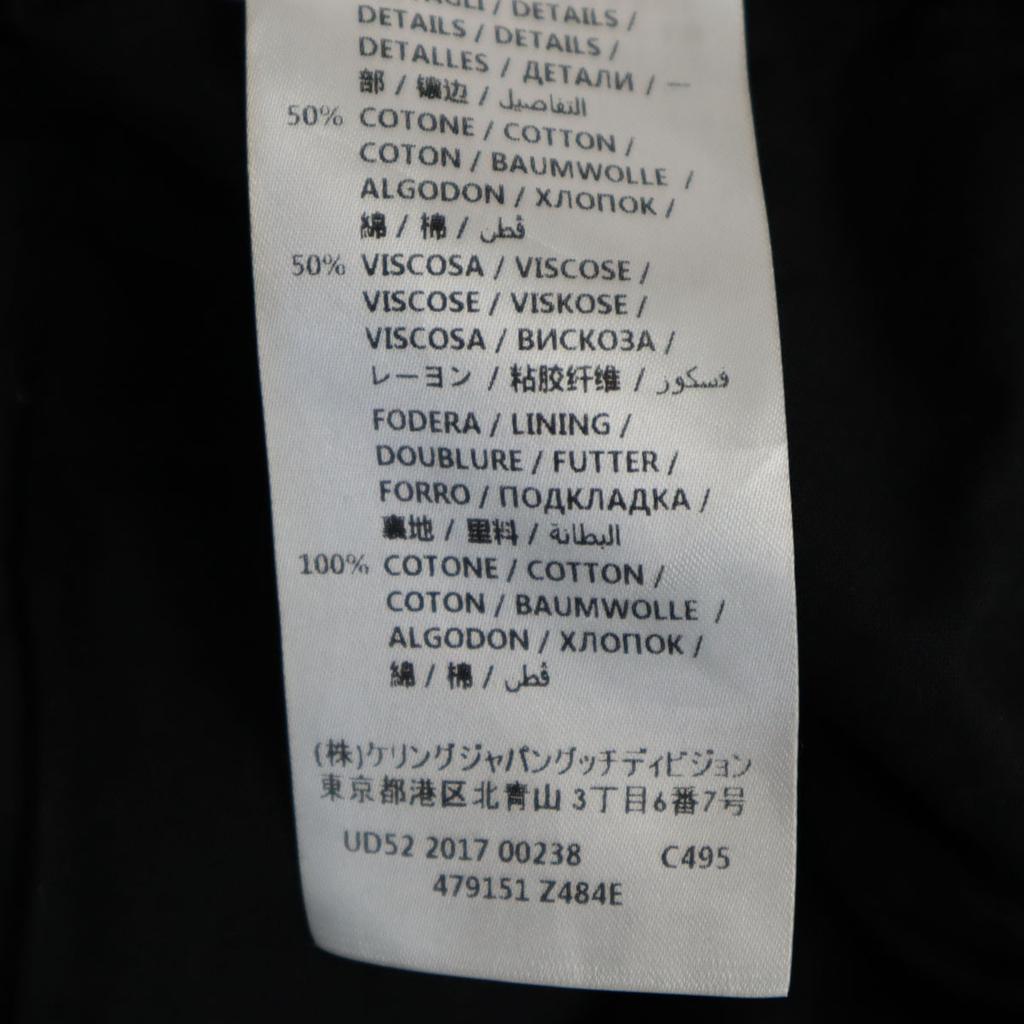 DETAILS /
DETAILS / DETAILS /
DETALLES / ДЕТАЛИ / 一
部 / 镶边 / التفاصيل
50% COTONE / COTTON /
COTON / BAUMWOLLE /
ALGODON / ХЛОПОК /
綿 / 棉 / قطن
50% VISCOSA / VISCOSE /
VISCOSE / VISKOSE /
VISCOSA / ВИСКОЗА /
レーヨン / 粘胶纤维 / فسكوز
FODERA / LINING /
DOUBLURE / FUTTER /
FORRO / ПОДКЛАДКА /
裏地 / 里料 / البطانة
100% COTONE / COTTON /
COTON / BAUMWOLLE /
ALGODON / ХЛОПОК /
綿 / 棉 / قطن
(株)ケリングジャパングッチディビジョン
東京都港区北青山 3丁目6番7号
UD52 2017 00238 C495
479151 Z484E